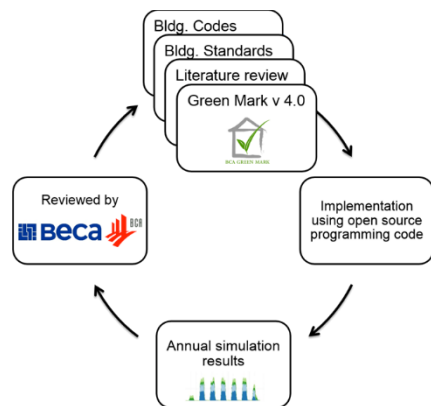 Bldg. Codes
Bldg. Standards
Literature review
Green Mark v 4.0
BCA GREEN MARK
Reviewed by
Beca
BCA
Implementation
using open source
programming code
Annual simulation
results